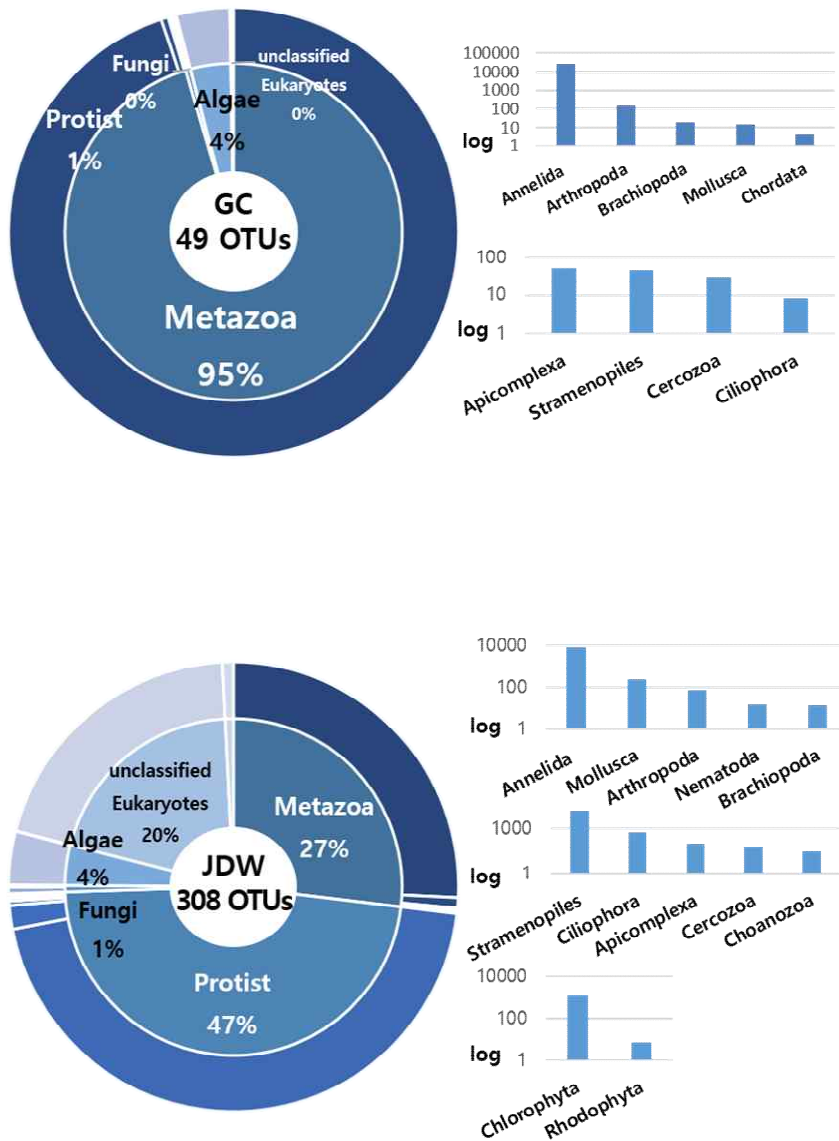 Fungi
0%
unclassified
Eukaryotes
0%
Algae
4%
Protist
1%
GC
49 OTUs
Metazoa
95%
100000
10000
1000
100
10
1
log
Annelida
Arthropoda
Brachiopoda
Mollusca
Chordata
100
10
1
log
Apicomplexa
Stramenopiles
Cercozoa
Ciliophora
unclassified
Eukaryotes
20%
Metazoa
27%
Algae
4%
JDW
308 OTUs
Fungi
1%
Protist
47%
10000
100
1
log
Annelida
Mollusca
Arthropoda
Nematoda
Brachiopoda
1000
1
log
Stramenopiles
Ciliophora
Apicomplexa
Cercozoa
Choanozoa
10000
100
1
log
Chlorophyta
Rhodophyta